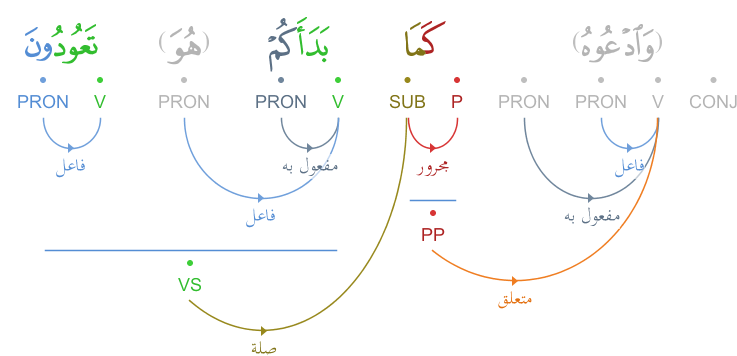 (وَٱدْعُوهُ) كَمَا بَدَأَكُمْ (هُوَ) تَعُودُونَ
CONJ V PRON PRON P SUB V PRON PRON V PRON
فاعل مجرور مفعول به فاعل
مفعول به فاعل
PP
VS
متعلق
صلة